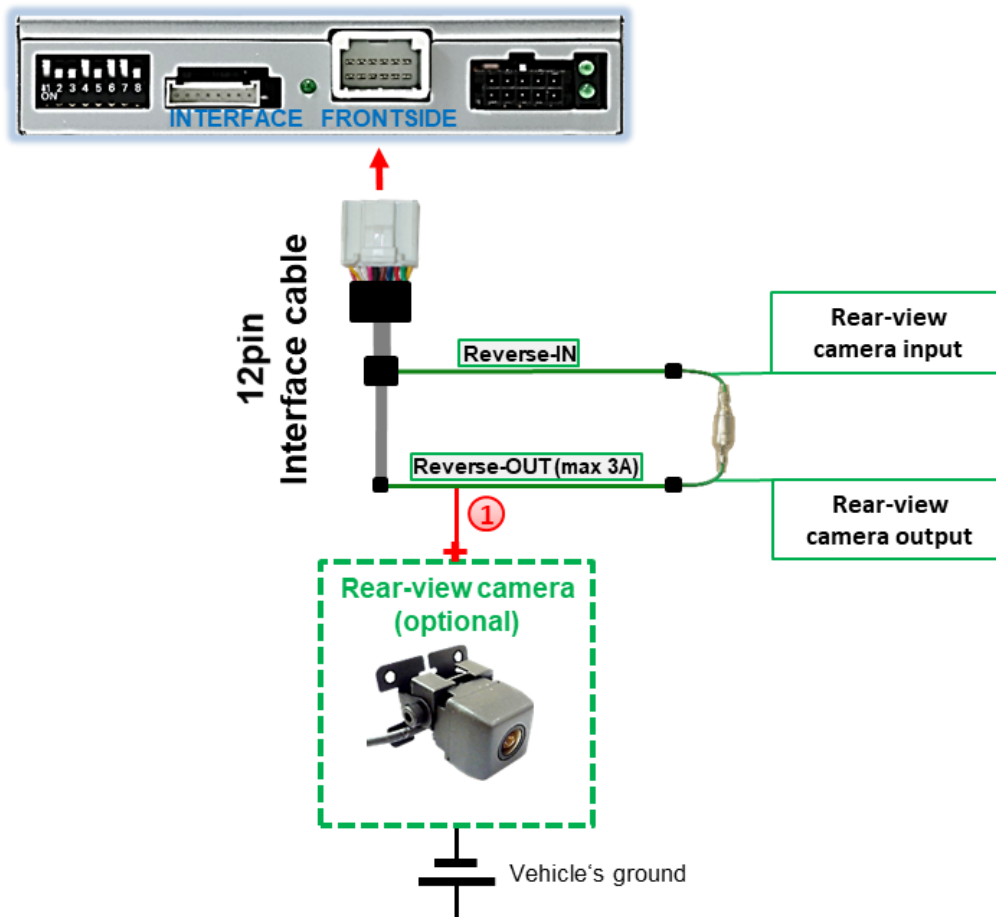 1 2 3 4 5 6 7 8
ON
INTERFACE FRONTSIDE
12pin
Interface cable
Reverse-IN
Rear-view
camera input
Reverse-OUT (max 3A)
Rear-view
camera output
1
Rear-view camera
(optional)
Vehicle‘s ground